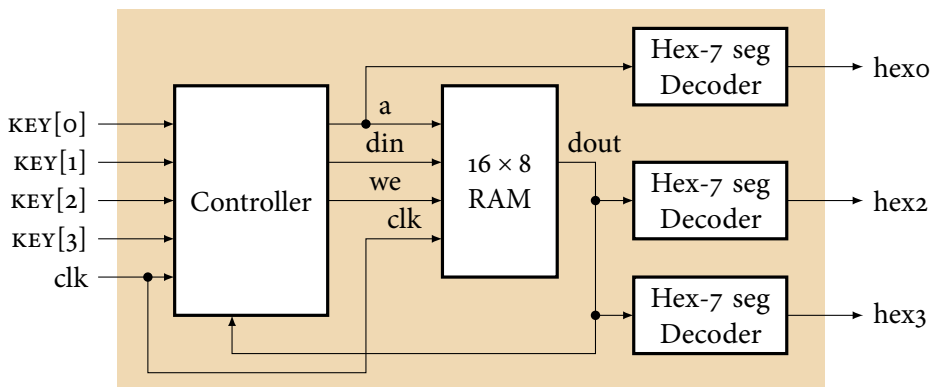 KEY[0]
KEY[1]
KEY[2]
KEY[3]
clk
Controller
a
din
we
clk
16 × 8
RAM
dout
Hex-7 seg
Decoder
hex0
Hex-7 seg
Decoder
hex2
Hex-7 seg
Decoder
hex3